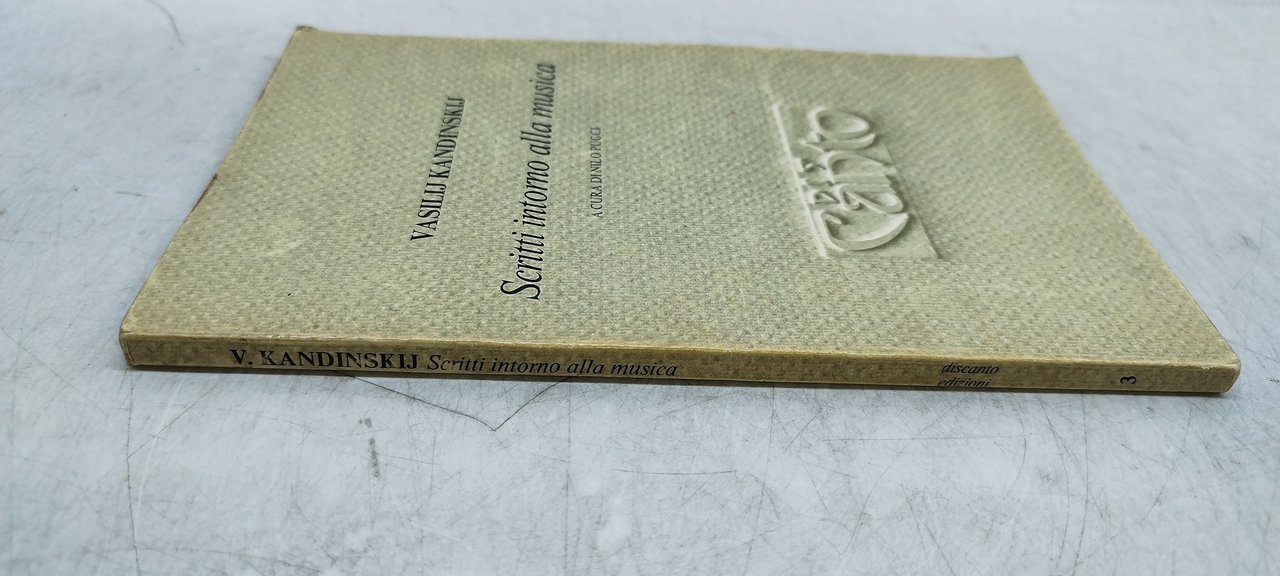 VASILIJ KANDINSKIJ
Scritti intorno alla musica
A CURA DI NILO PUCCI
V. KANDINSKIJ Scritti intorno alla musica
discanto
edizioni
3